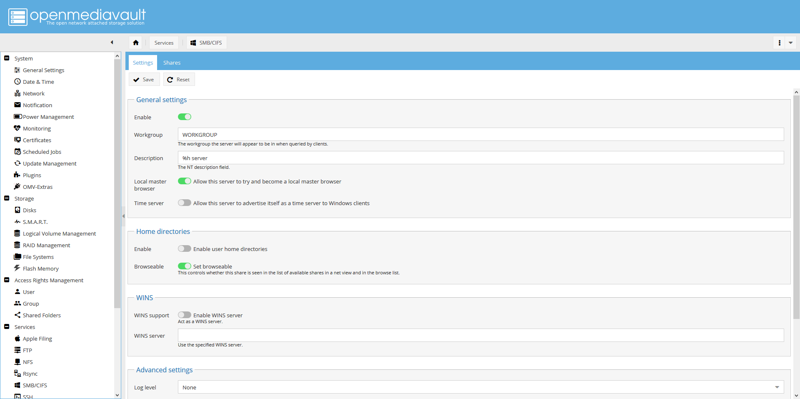 openmediavault
The open network attached storage solution
Services
SMB/CIFS
System
General Settings
Date & Time
Network
Notification
Power Management
Monitoring
Certificates
Scheduled Jobs
Update Management
Plugins
OMV-Extras
Storage
Disks
S.M.A.R.T.
Logical Volume Management
RAID Management
File Systems
Flash Memory
Access Rights Management
User
Group
Shared Folders
Services
Apple Filing
FTP
NFS
Rsync
SMB/CIFS
SSH
Settings
Shares
Save
Reset
General settings
Enable
Workgroup
WORKGROUP
The workgroup the server will appear to be in when queried by clients.
Description
%h server
The NT description field.
Local master
browser
Allow this server to try and become a local master browser
Time server
Allow this server to advertise itself as a time server to Windows clients
Home directories
Enable
Enable user home directories
Browseable
Set browseable
This controls whether this share is seen in the list of available shares in a net view and in the browse list.
WINS
WINS support
Enable WINS server
Act as a WINS server.
WINS server
Use the specified WINS server.
Advanced settings
Log level
None